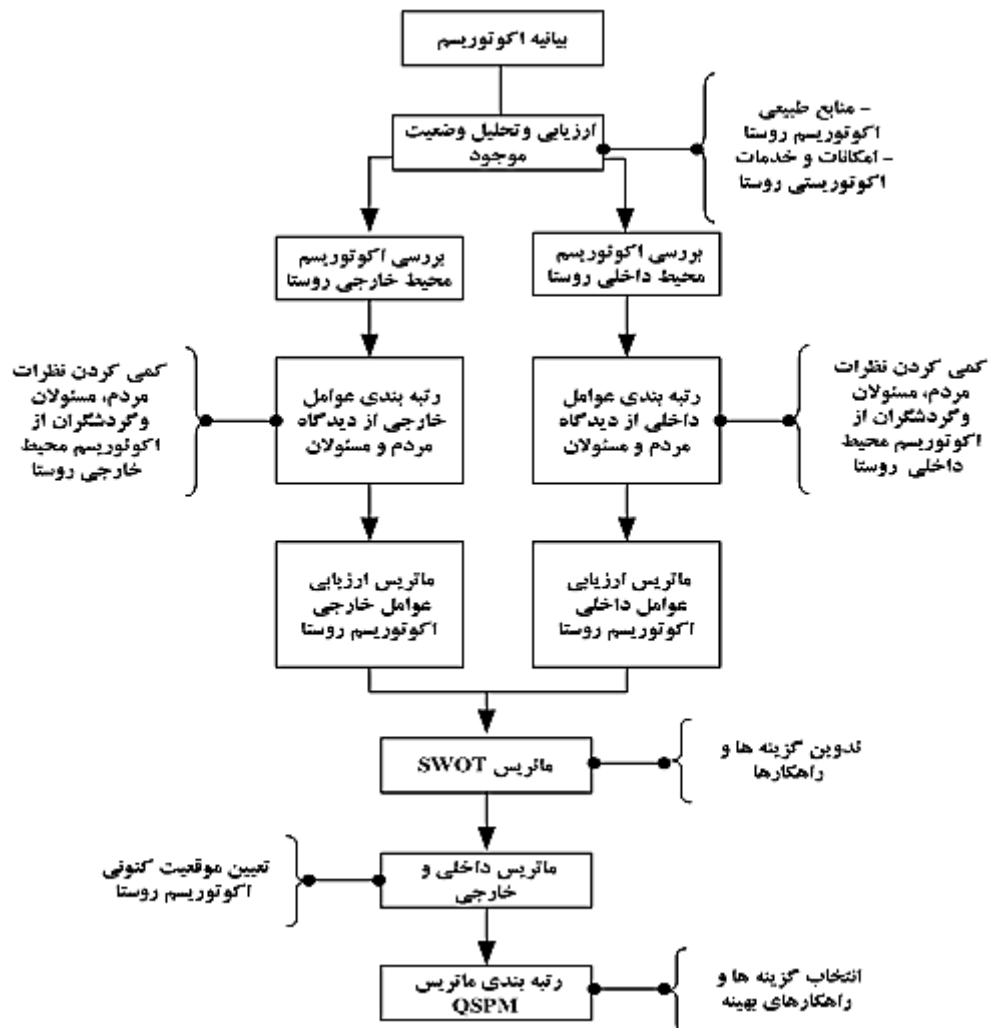 بیانیه اکوتوریسم
ارزیابی وتحلیل وضعیت
موجود
- منابع طبیعی
اکوتوریسم روستا
- امکانات و خدمات
اکوتوریستی روستا
بررسی اکوتوریسم
محیط داخلی روستا
بررسی اکوتوریسم
محیط خارجی روستا
کمی کردن نظرات
مردم، مسئولان
وگردشگران از
اکوتوریسم محیط
داخلی روستا
رتبه بندی عوامل
داخلی از دیدگاه
مردم و مسئولان
رتبه بندی عوامل
خارجی از دیدگاه
مردم و مسئولان
کمی کردن نظرات
مردم، مسئولان
وگردشگران از
اکوتوریسم محیط
خارجی روستا
ماتریس ارزیابی
عوامل داخلی
اکوتوریسم روستا
ماتریس ارزیابی
عوامل خارجی
اکوتوریسم روستا
ماتریس SWOT
تدوین گزینه ها و
راهکارها
ماتریس داخلی و
خارجی
تعیین موقعیت کنونی
اکوتوریسم روستا
رتبه بندی ماتریس
QSPM
انتخاب گزینه ها و
راهکارهای بهینه